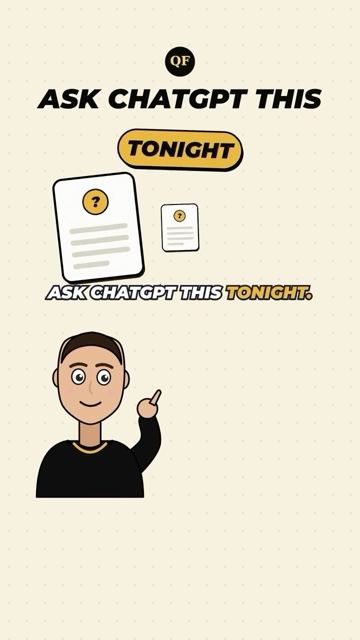 QF
ASK CHATGPT THIS
TONIGHT
?
?
ASK CHATGPT THIS TONIGHT.